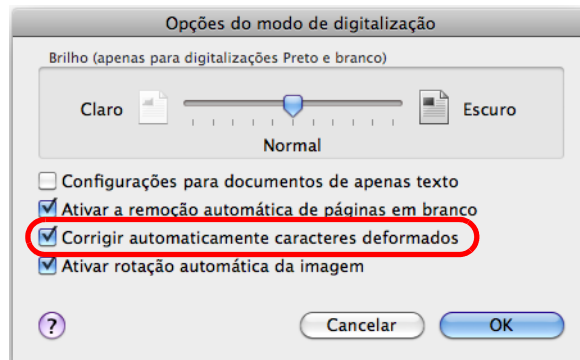 Opções do modo de digitalização
Brilho (apenas para digitalizações Preto e branco)
Claro Escuro
Normal
Configurações para documentos de apenas texto
Ativar a remoção automática de páginas em branco
Corrigir automaticamente caracteres deformados
Ativar rotação automática da imagem
? Cancelar OK